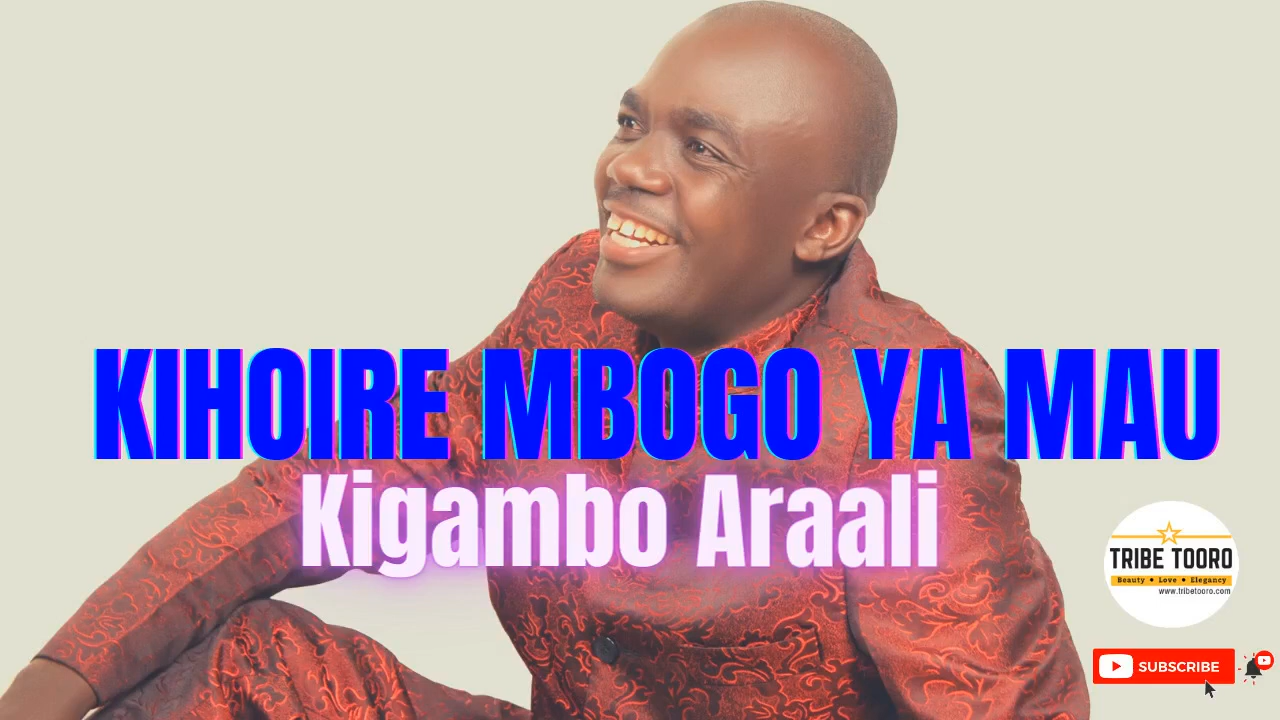 KIHOIRE MBOGO YA MAU
Kigambo Araali
TRIBE TOORO
Beauty • Love • Elegancy
www.tribetooro.com
SUBSCRIBE